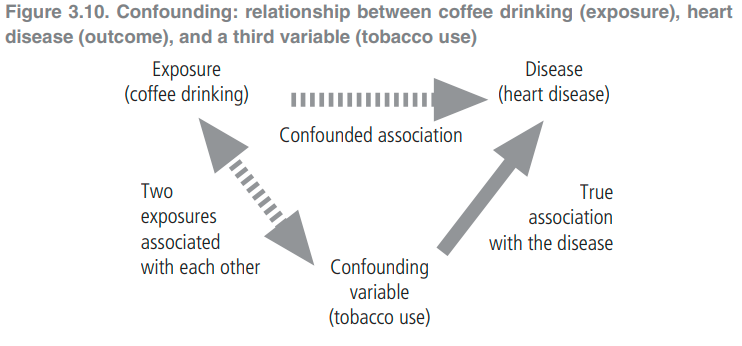 Figure 3.10. Confounding: relationship between coffee drinking (exposure), heart
disease (outcome), and a third variable (tobacco use)
Exposure
(coffee drinking)
Disease
(heart disease)
Confounded association
Two
exposures
associated
with each other
True
association
with the disease
Confounding
variable
(tobacco use)